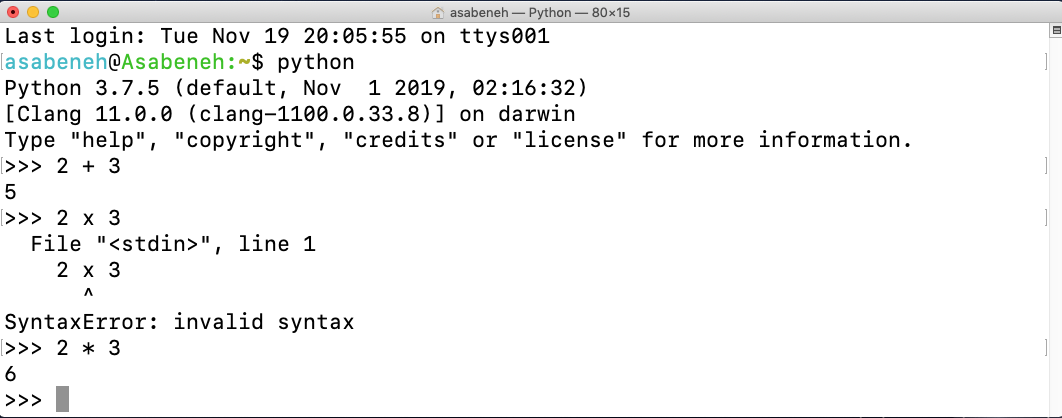 asabeneh — Python — 80×15
Last login: Tue Nov 19 20:05:55 on ttys001
[asabeneh@Asabeneh:~$ python ]
Python 3.7.5 (default, Nov  1 2019, 02:16:32)
[Clang 11.0.0 (clang-1100.0.33.8)] on darwin
Type "help", "copyright", "credits" or "license" for more information.
[>>> 2 + 3 ]
5
[>>> 2 x 3 ]
  File "<stdin>", line 1
    2 x 3
      ^
SyntaxError: invalid syntax
[>>> 2 * 3 ]
6
>>>